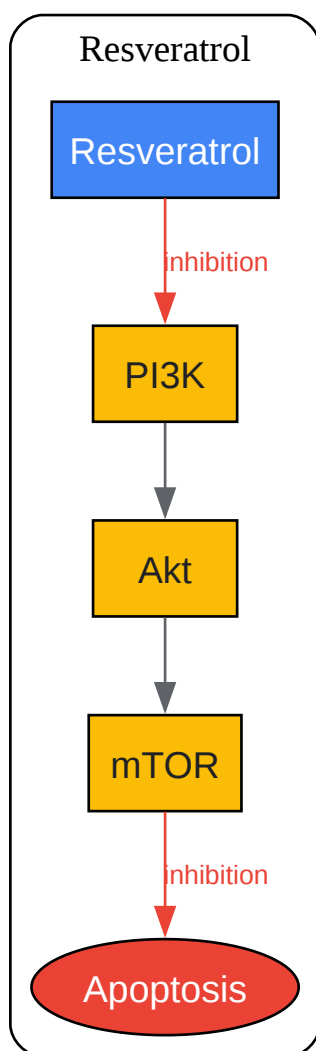 Resveratrol
Resveratrol
inhibition
PI3K
Akt
mTOR
inhibition
Apoptosis